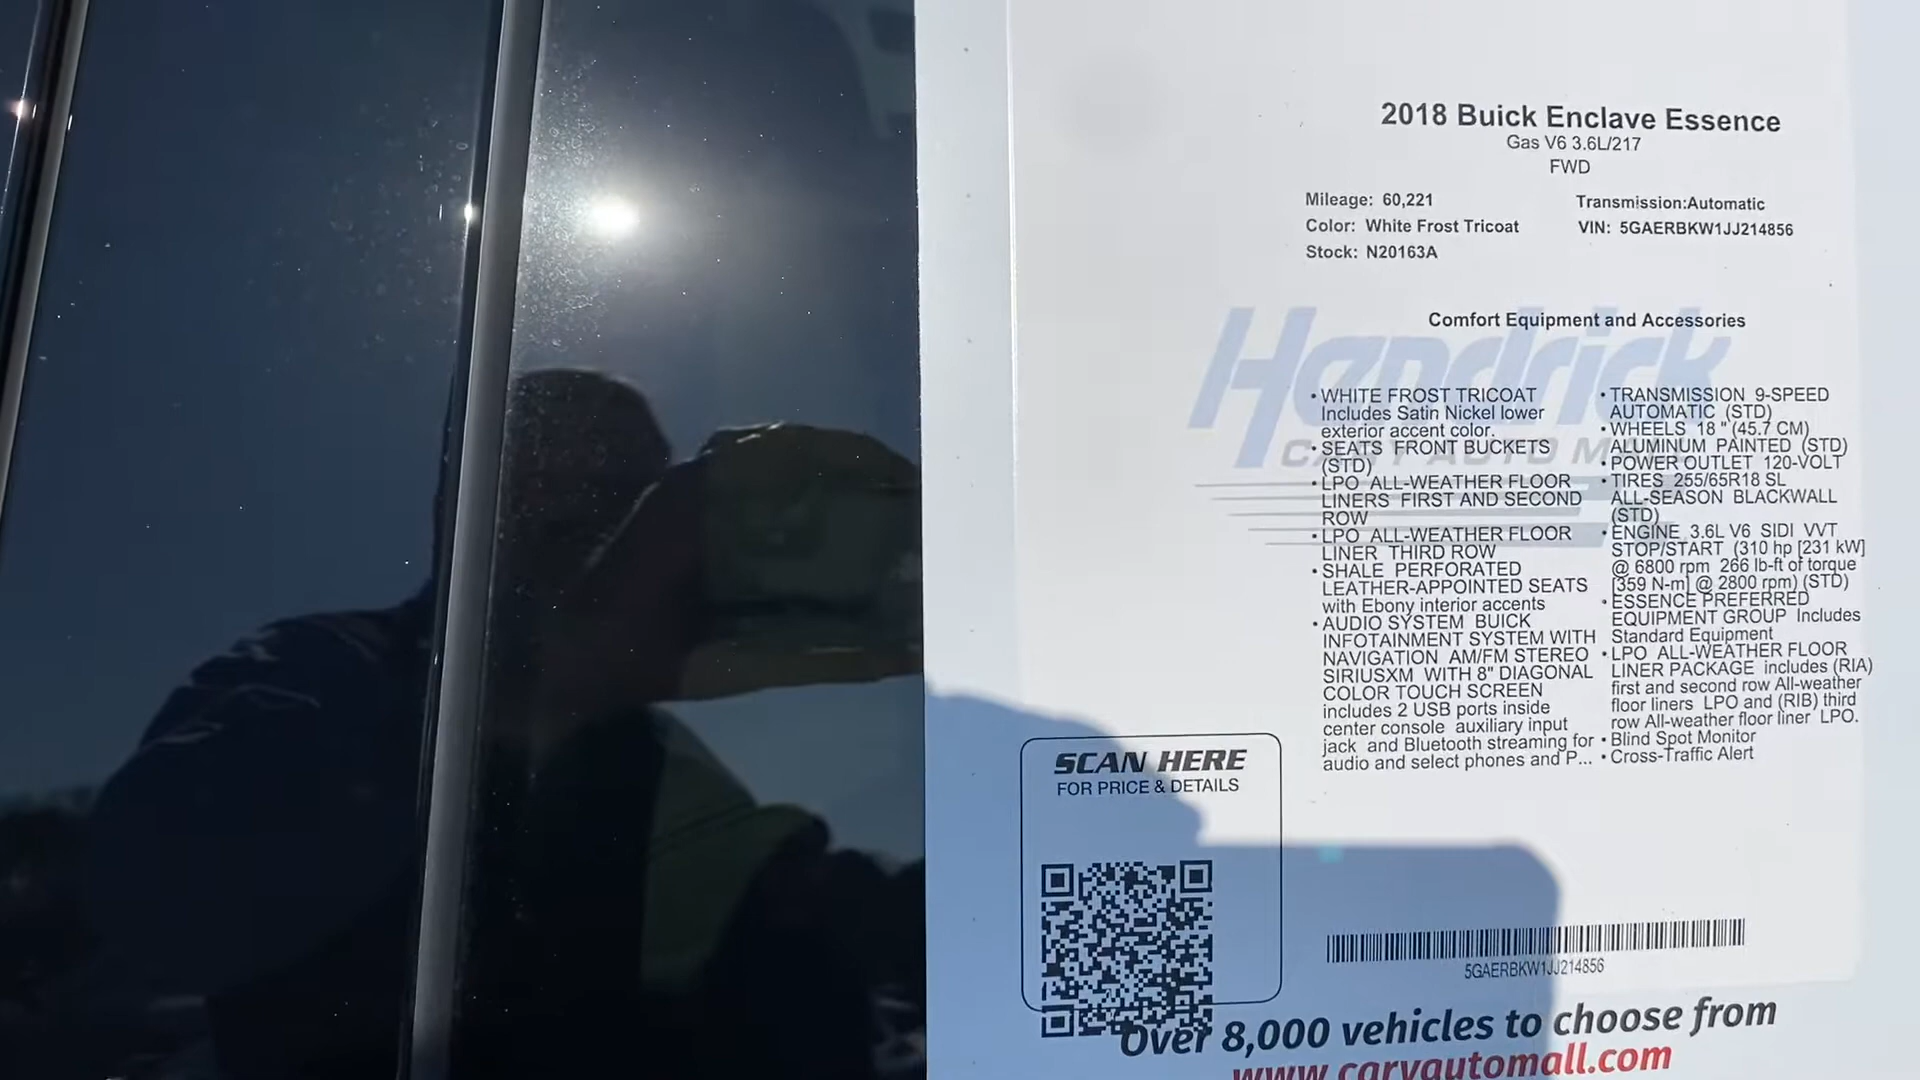 2018 Buick Enclave Essence
Gas V6 3.6L/217
FWD
Mileage: 60,221
Color: White Frost Tricoat
Stock: N20163A
Transmission:Automatic
VIN: 5GAERBKW1JJ214856
Hendrick
CARY AUTO M
Comfort Equipment and Accessories
• WHITE FROST TRICOAT
Includes Satin Nickel lower
exterior accent color.
• SEATS FRONT BUCKETS
(STD)
• LPO ALL-WEATHER FLOOR
LINERS FIRST AND SECOND
ROW
• LPO ALL-WEATHER FLOOR
LINER THIRD ROW
• SHALE PERFORATED
LEATHER-APPOINTED SEATS
with Ebony interior accents
• AUDIO SYSTEM BUICK
INFOTAINMENT SYSTEM WITH
NAVIGATION AM/FM STEREO
SIRIUSXM WITH 8" DIAGONAL
COLOR TOUCH SCREEN
includes 2 USB ports inside
center console auxiliary input
jack and Bluetooth streaming for
audio and select phones and P...
• TRANSMISSION 9-SPEED
AUTOMATIC (STD)
• WHEELS 18 " (45.7 CM)
ALUMINUM PAINTED (STD)
• POWER OUTLET 120-VOLT
• TIRES 255/65R18 SL
ALL-SEASON BLACKWALL
(STD)
• ENGINE 3.6L V6 SIDI VVT
STOP/START (310 hp [231 kW]
@ 6800 rpm 266 lb-ft of torque
[359 N-m] @ 2800 rpm) (STD)
• ESSENCE PREFERRED
EQUIPMENT GROUP Includes
Standard Equipment
• LPO ALL-WEATHER FLOOR
LINER PACKAGE includes (RIA)
first and second row All-weather
floor liners LPO and (RIB) third
row All-weather floor liner LPO.
• Blind Spot Monitor
• Cross-Traffic Alert
SCAN HERE
FOR PRICE & DETAILS
5GAERBKW1JJ214856
Over 8,000 vehicles to choose from
www.caryautomall.com